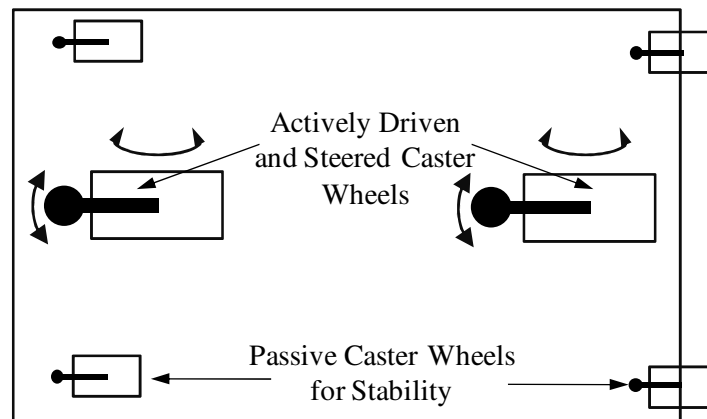 Actively Driven
and Steered Caster
Wheels
Passive Caster Wheels
for Stability